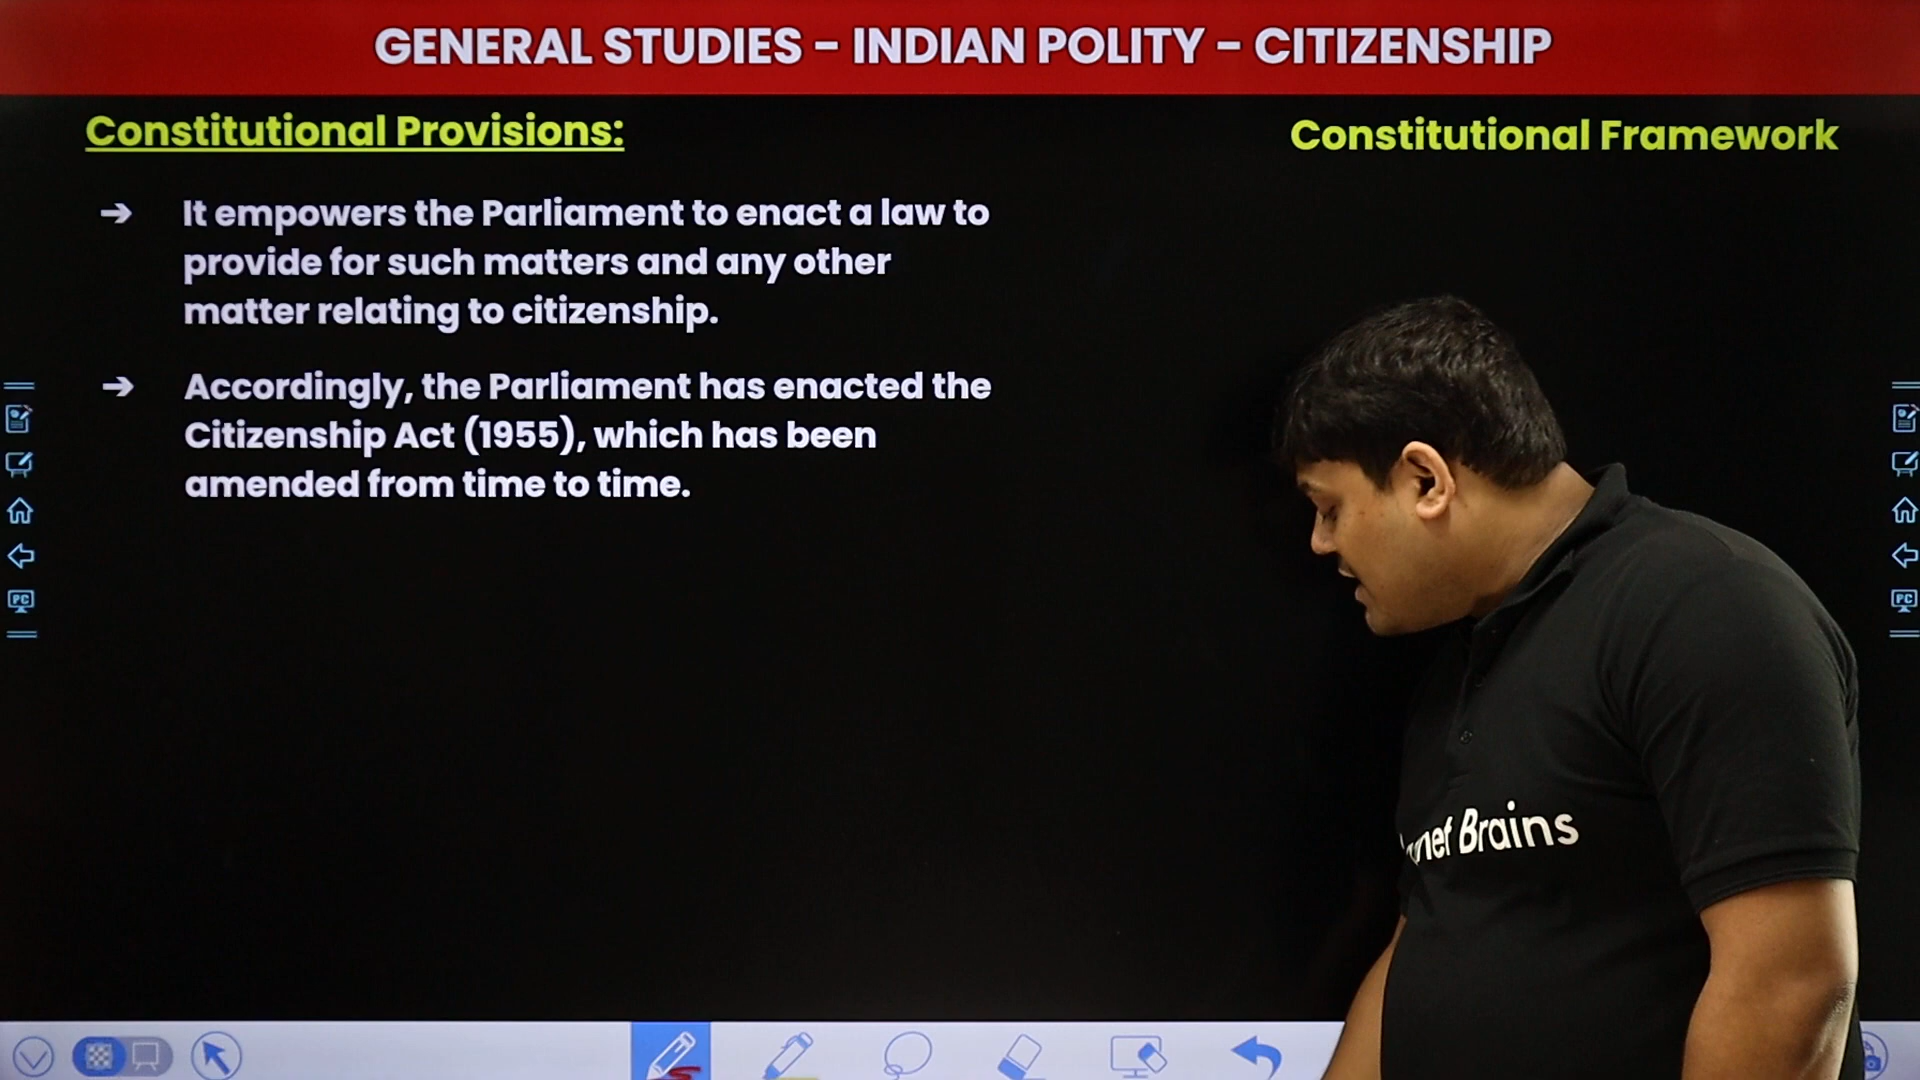 GENERAL STUDIES - INDIAN POLITY - CITIZENSHIP
Constitutional Provisions:
Constitutional Framework
➔ It empowers the Parliament to enact a law to
provide for such matters and any other
matter relating to citizenship.
➔ Accordingly, the Parliament has enacted the
Citizenship Act (1955), which has been
amended from time to time.
PC
PC
Brains